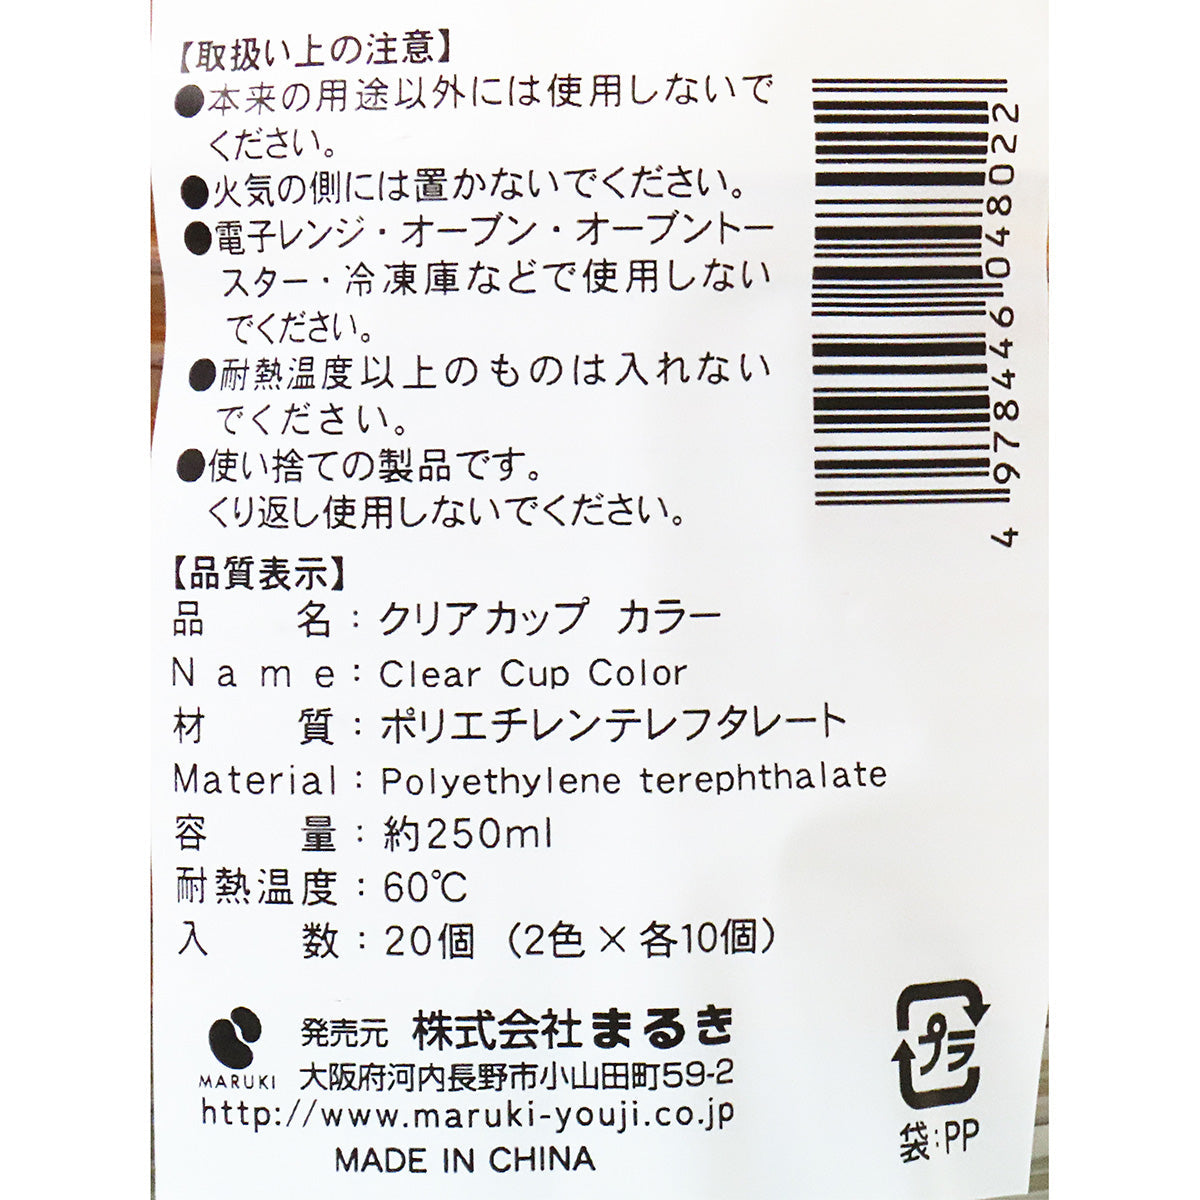 【取扱い上の注意】
●本来の用途以外には使用しないで
ください。
●火気の側には置かないでください。
●電子レンジ・オーブン・オーブントー
スター・冷凍庫などで使用しない
でください。
●耐熱温度以上のものは入れない
でください。
●使い捨ての製品です。
くり返し使用しないでください。
4 978446 048022
【品質表示】
品名：クリアカップ カラー
Name：Clear Cup Color
材質：ポリエチレンテレフタレート
Material：Polyethylene terephthalate
容量：約250ml
耐熱温度：60℃
入数：20個（2色×各10個）
MARUKI
発売元 株式会社まるき
大阪府河内長野市小山田町59-2
http://www.maruki-youji.co.jp
MADE IN CHINA
プラ
袋：PP